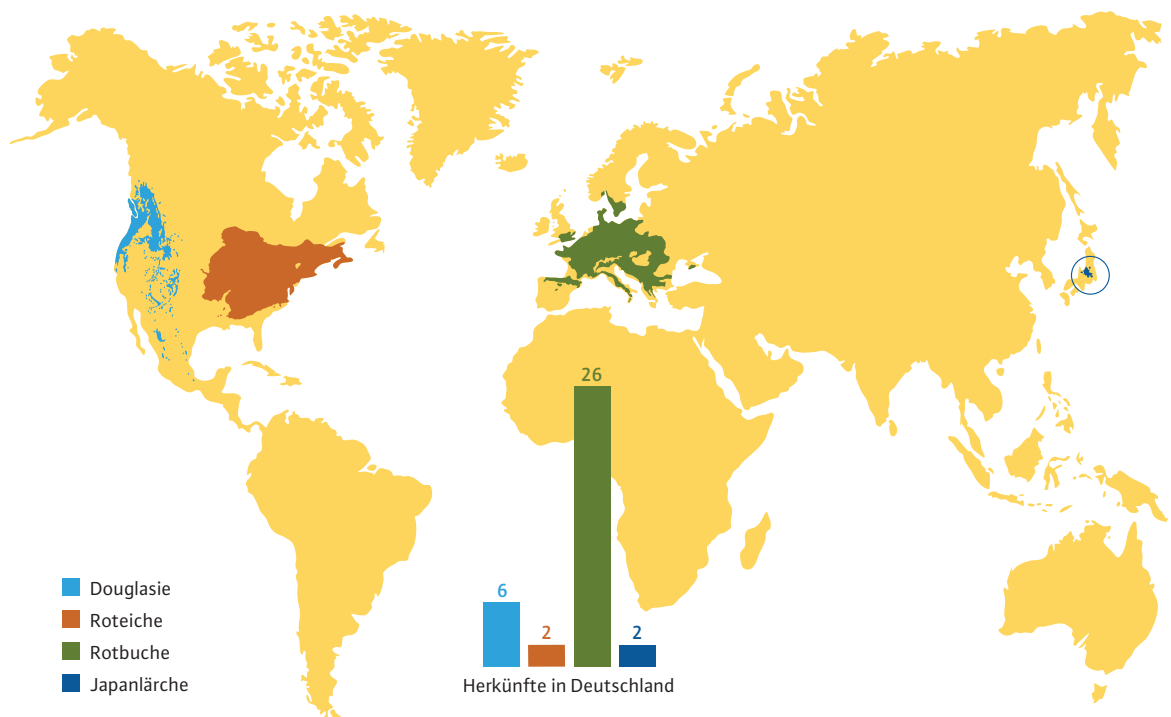 Douglasie
Roteiche
Rotbuche
Japanlärche
6
2
26
2
Herkünfte in Deutschland